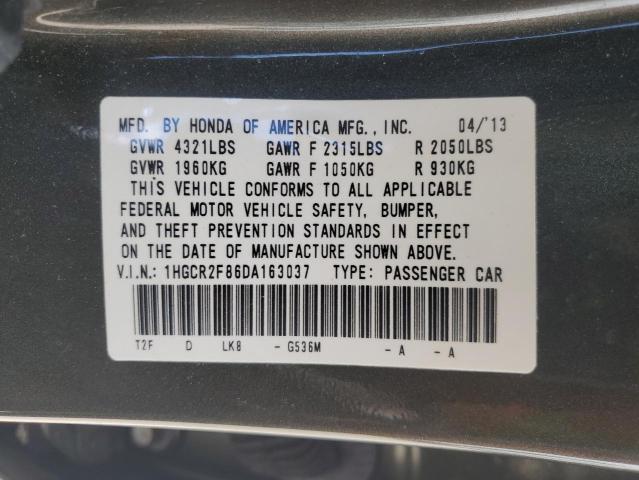 MFD. BY HONDA OF AMERICA MFG., INC. 04/'13
GVWR 4321LBS GAWR F 2315LBS R 2050LBS
GVWR 1960KG GAWR F 1050KG R 930KG
THIS VEHICLE CONFORMS TO ALL APPLICABLE
FEDERAL MOTOR VEHICLE SAFETY, BUMPER,
AND THEFT PREVENTION STANDARDS IN EFFECT
ON THE DATE OF MANUFACTURE SHOWN ABOVE.
V.I.N.: 1HGCR2F86DA163037 TYPE: PASSENGER CAR
T2F D LK8 - G536M - A - A